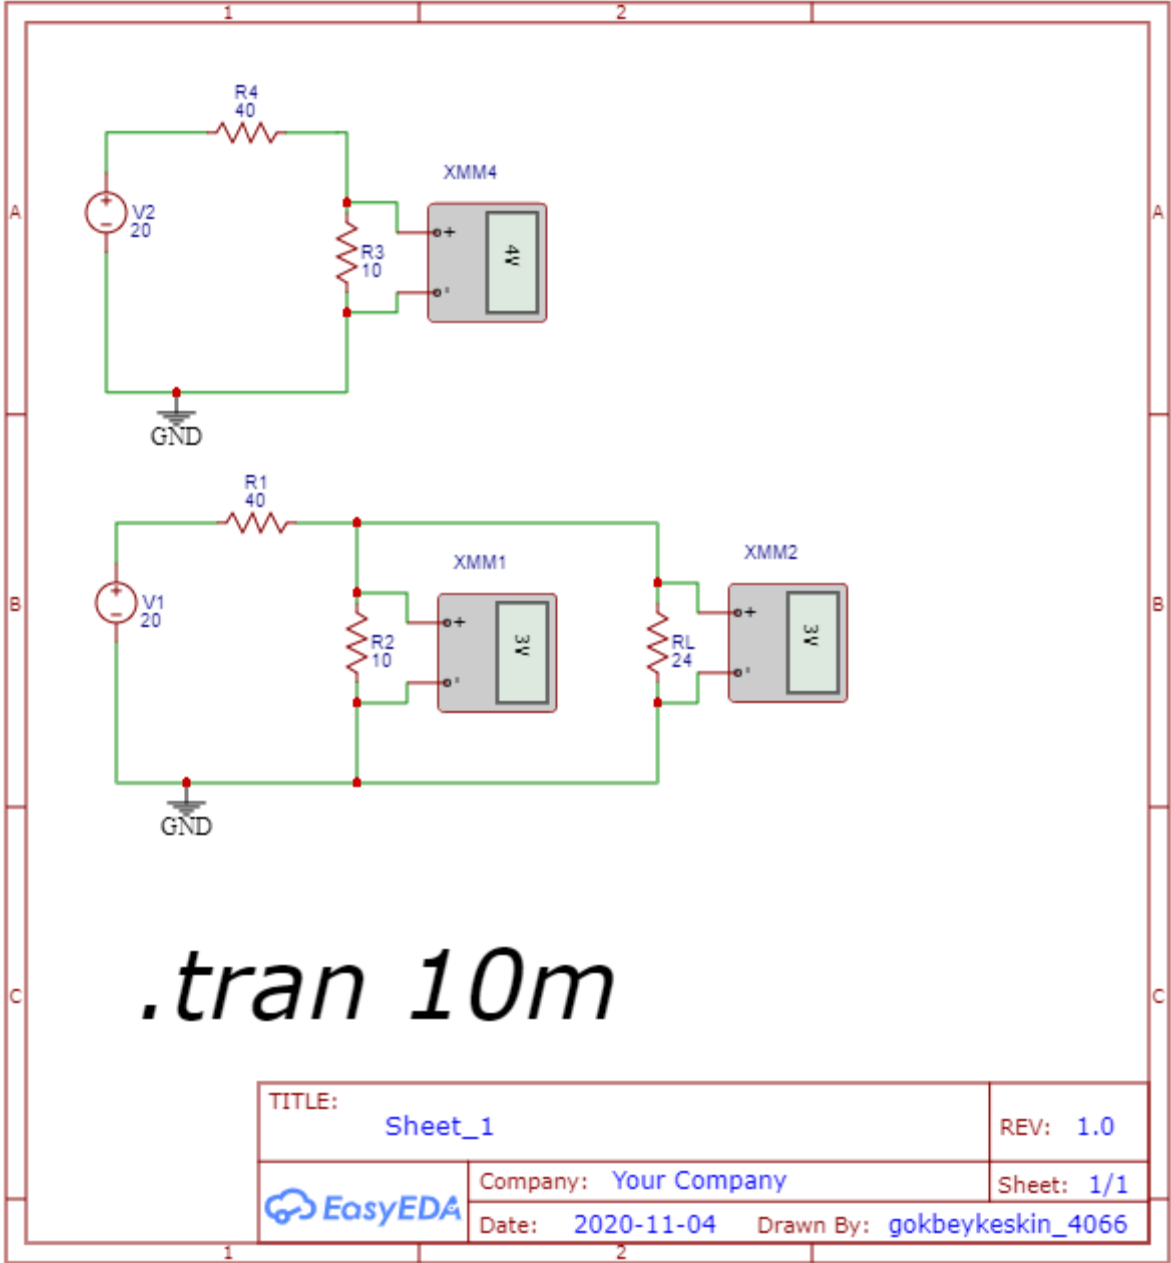 1 2
R4
40
XMM4
A A
V2
20
+
-
R3
10
+
-
4V
GND
R1
40
XMM1
XMM2
B B
V1
20
+
-
R2
10
+
-
3V
RL
24
+
-
3V
GND
.tran 10m
C C
TITLE:
Sheet_1
REV: 1.0
EasyEDA
Company: Your Company
Sheet: 1/1
Date: 2020-11-04 Drawn By: gokbeykeskin_4066
1 2